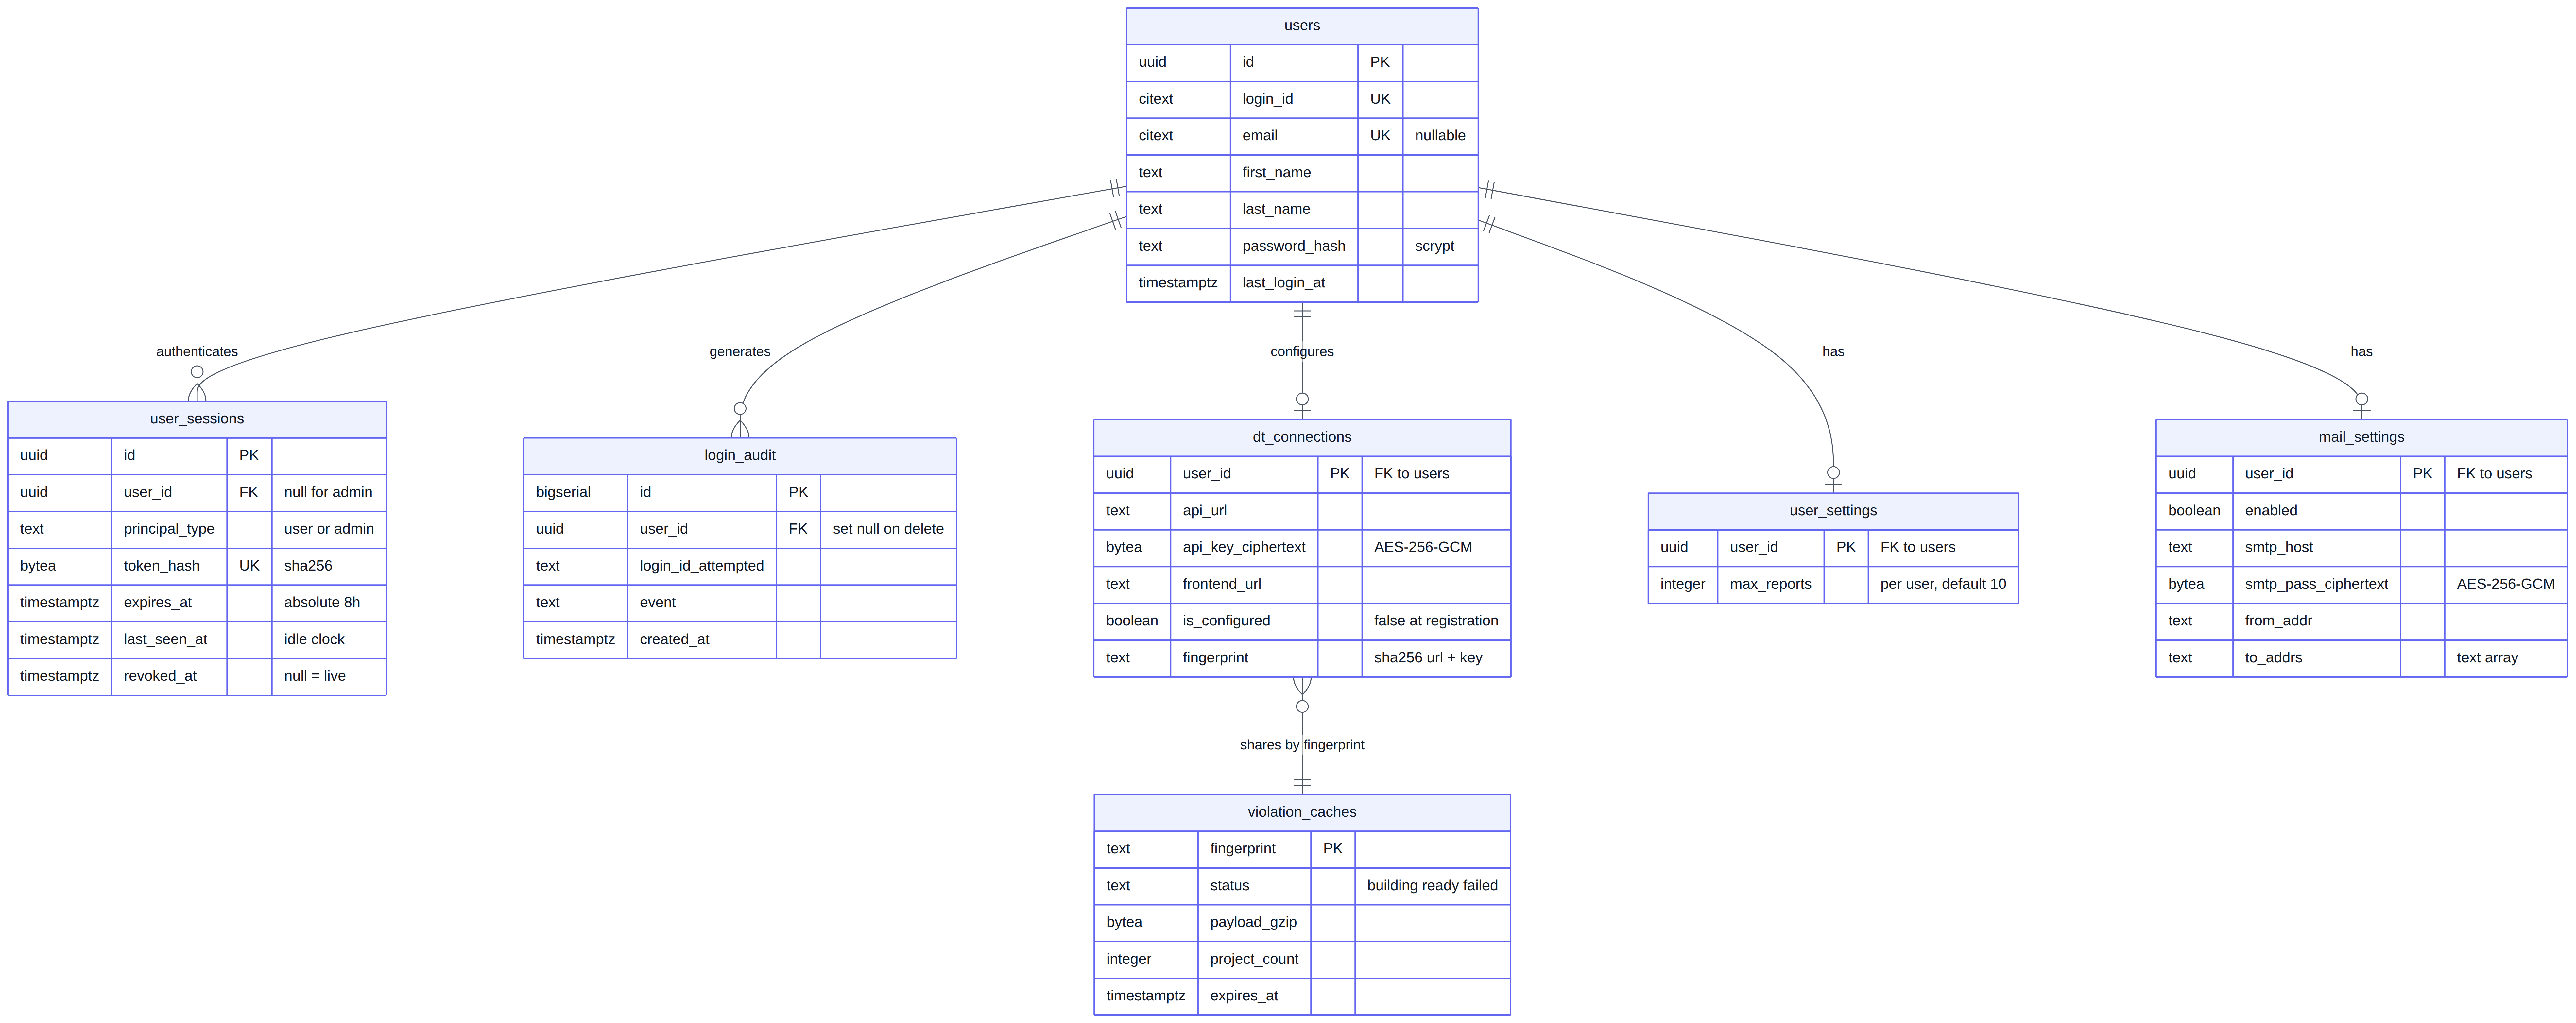 users
uuid id PK
citext login_id UK
citext email UK nullable
text first_name
text last_name
text password_hash scrypt
timestamptz last_login_at
authenticates
generates
configures
has
has
user_sessions
uuid id PK
uuid user_id FK null for admin
text principal_type user or admin
bytea token_hash UK sha256
timestamptz expires_at absolute 8h
timestamptz last_seen_at idle clock
timestamptz revoked_at null = live
login_audit
bigserial id PK
uuid user_id FK set null on delete
text login_id_attempted
text event
timestamptz created_at
dt_connections
uuid user_id PK FK to users
text api_url
bytea api_key_ciphertext AES-256-GCM
text frontend_url
boolean is_configured false at registration
text fingerprint sha256 url + key
user_settings
uuid user_id PK FK to users
integer max_reports per user, default 10
mail_settings
uuid user_id PK FK to users
boolean enabled
text smtp_host
bytea smtp_pass_ciphertext AES-256-GCM
text from_addr
text to_addrs text array
shares by fingerprint
violation_caches
text fingerprint PK
text status building ready failed
bytea payload_gzip
integer project_count
timestamptz expires_at